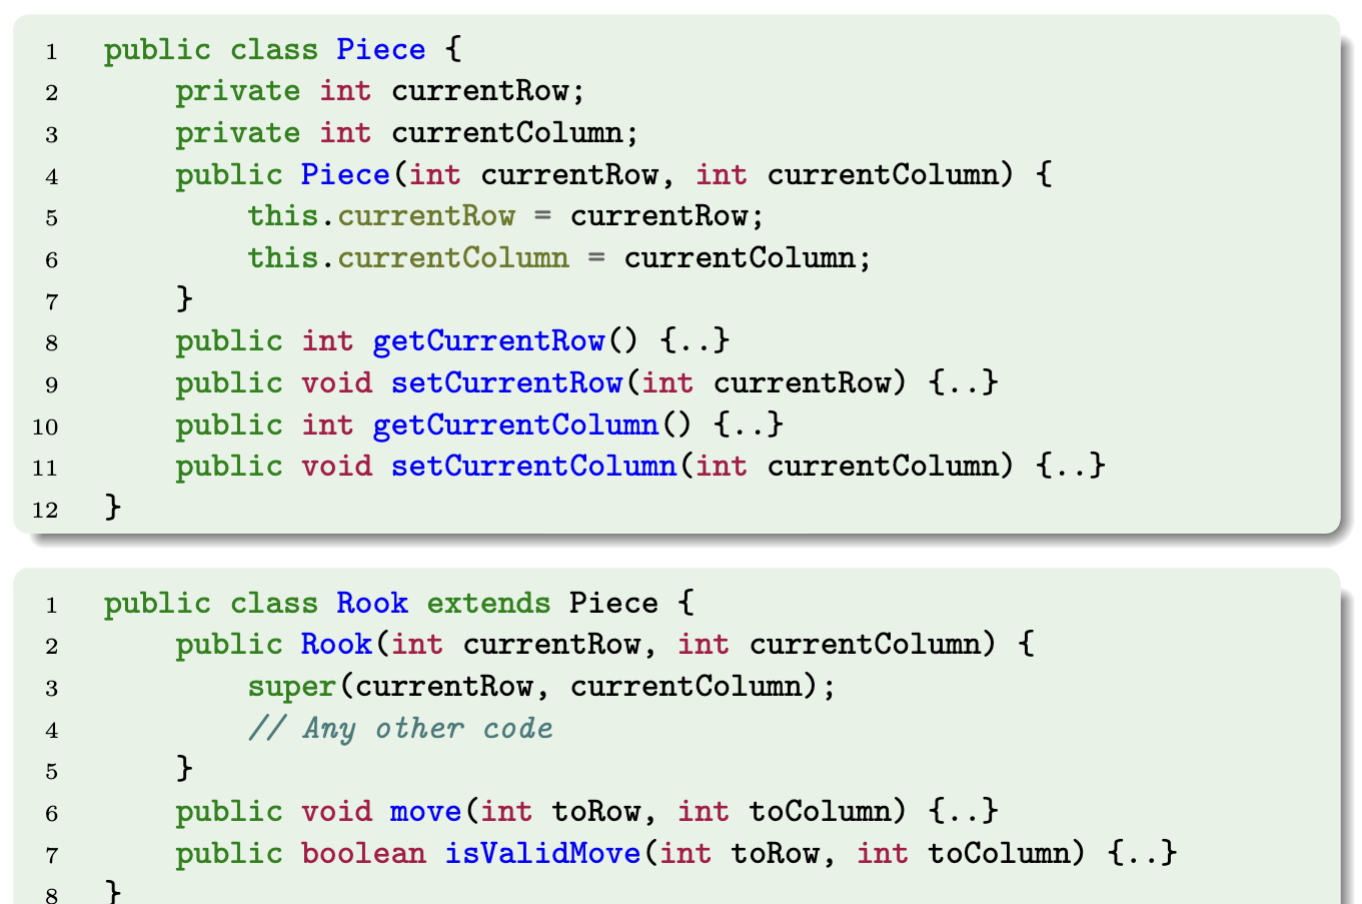 1 public class Piece {
2 private int currentRow;
3 private int currentColumn;
4 public Piece(int currentRow, int currentColumn) {
5 this.currentRow = currentRow;
6 this.currentColumn = currentColumn;
7 }
8 public int getCurrentRow() {..}
9 public void setCurrentRow(int currentRow) {..}
10 public int getCurrentColumn() {..}
11 public void setCurrentColumn(int currentColumn) {..}
12 }
1 public class Rook extends Piece {
2 public Rook(int currentRow, int currentColumn) {
3 super(currentRow, currentColumn);
4 // Any other code
5 }
6 public void move(int toRow, int toColumn) {..}
7 public boolean isValidMove(int toRow, int toColumn) {..}
8 }